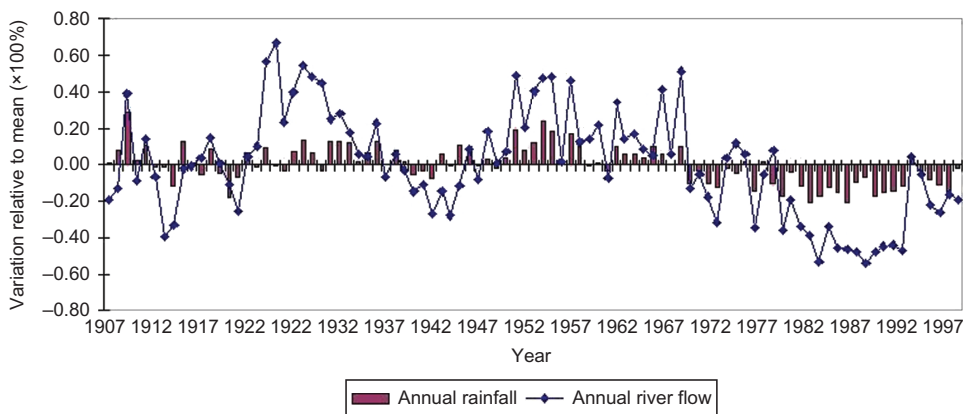 Variation relative to mean (×100%)
0.80
0.60
0.40
0.20
0.00
–0.20
–0.40
–0.60
–0.80
1907 1912 1917 1922 1922 1932 1937 1942 1947 1952 1957 1962 1967 1972 1977 1982 1987 1992 1997
Year
Annual rainfall Annual river flow